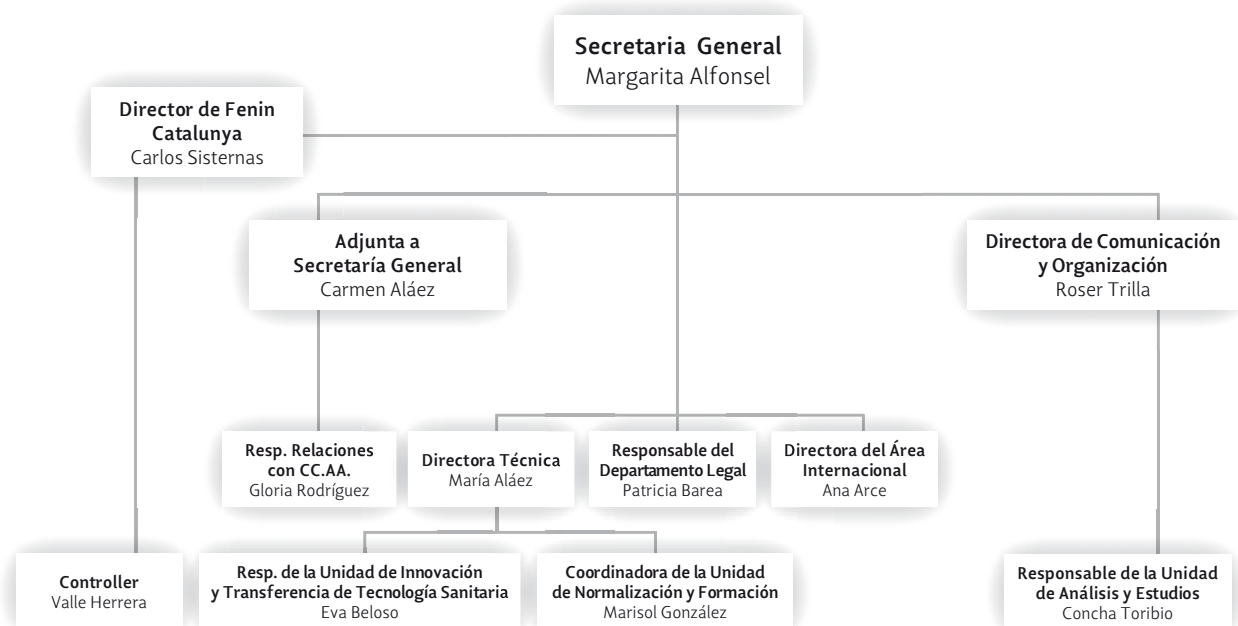 Secretaria General
Margarita Alfonsel
Director de Fenin
Catalunya
Carlos Sisternas
Adjunta a
Secretaría General
Carmen Aláez
Directora de Comunicación
y Organización
Roser Trilla
Resp. Relaciones
con CC.AA.
Gloria Rodríguez
Directora Técnica
María Aláez
Responsable del
Departamento Legal
Patricia Barea
Directora del Área
Internacional
Ana Arce
Controller
Valle Herrera
Resp. de la Unidad de Innovación
y Transferencia de Tecnología Sanitaria
Eva Beloso
Coordinadora de la Unidad
de Normalización y Formación
Marisol González
Responsable de la Unidad
de Análisis y Estudios
Concha Toribio